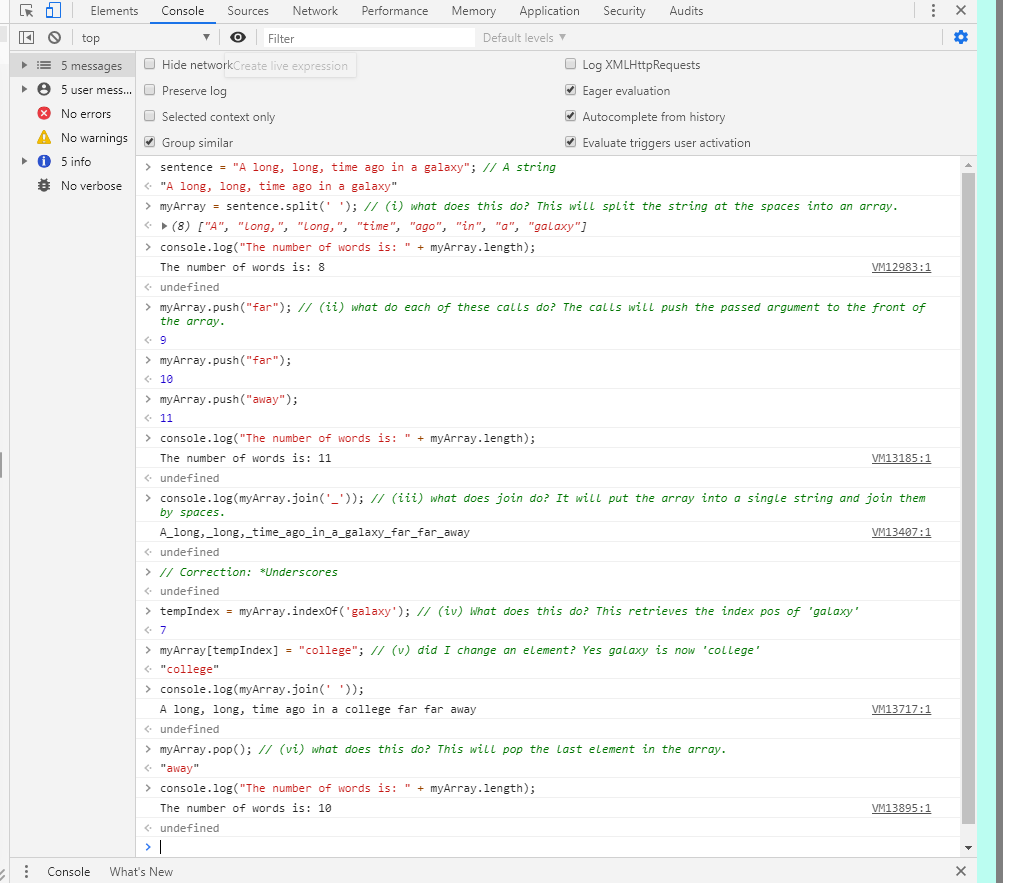 Elements Console Sources Network Performance Memory Application Security Audits
top Filter Default levels
5 messages
5 user mess...
No errors
No warnings
5 info
No verbose
Hide network
Create live expression
Log XMLHttpRequests
Preserve log
Eager evaluation
Selected context only
Autocomplete from history
Group similar
Evaluate triggers user activation
> sentence = "A long, long, time ago in a galaxy"; // A string
"A long, long, time ago in a galaxy"
> myArray = sentence.split(' '); // (i) what does this do? This will split the string at the spaces into an array.
(8) ["A", "long,", "long,", "time", "ago", "in", "a", "galaxy"]
> console.log("The number of words is: " + myArray.length);
The number of words is: 8 VM12983:1
undefined
> myArray.push("far"); // (ii) what do each of these calls do? The calls will push the passed argument to the front of
the array.
9
> myArray.push("far");
10
> myArray.push("away");
11
> console.log("The number of words is: " + myArray.length);
The number of words is: 11 VM13185:1
undefined
> console.log(myArray.join('_')); // (iii) what does join do? It will put the array into a single string and join them
by spaces.
A_long,_long,_time_ago_in_a_galaxy_far_far_away VM13407:1
undefined
> // Correction: *Underscores
undefined
> tempIndex = myArray.indexOf('galaxy'); // (iv) What does this do? This retrieves the index pos of 'galaxy'
7
> myArray[tempIndex] = "college"; // (v) did I change an element? Yes galaxy is now 'college'
"college"
> console.log(myArray.join(' '));
A long, long, time ago in a college far far away VM13717:1
undefined
> myArray.pop(); // (vi) what does this do? This will pop the last element in the array.
"away"
> console.log("The number of words is: " + myArray.length);
The number of words is: 10 VM13895:1
undefined
>
Console What's New